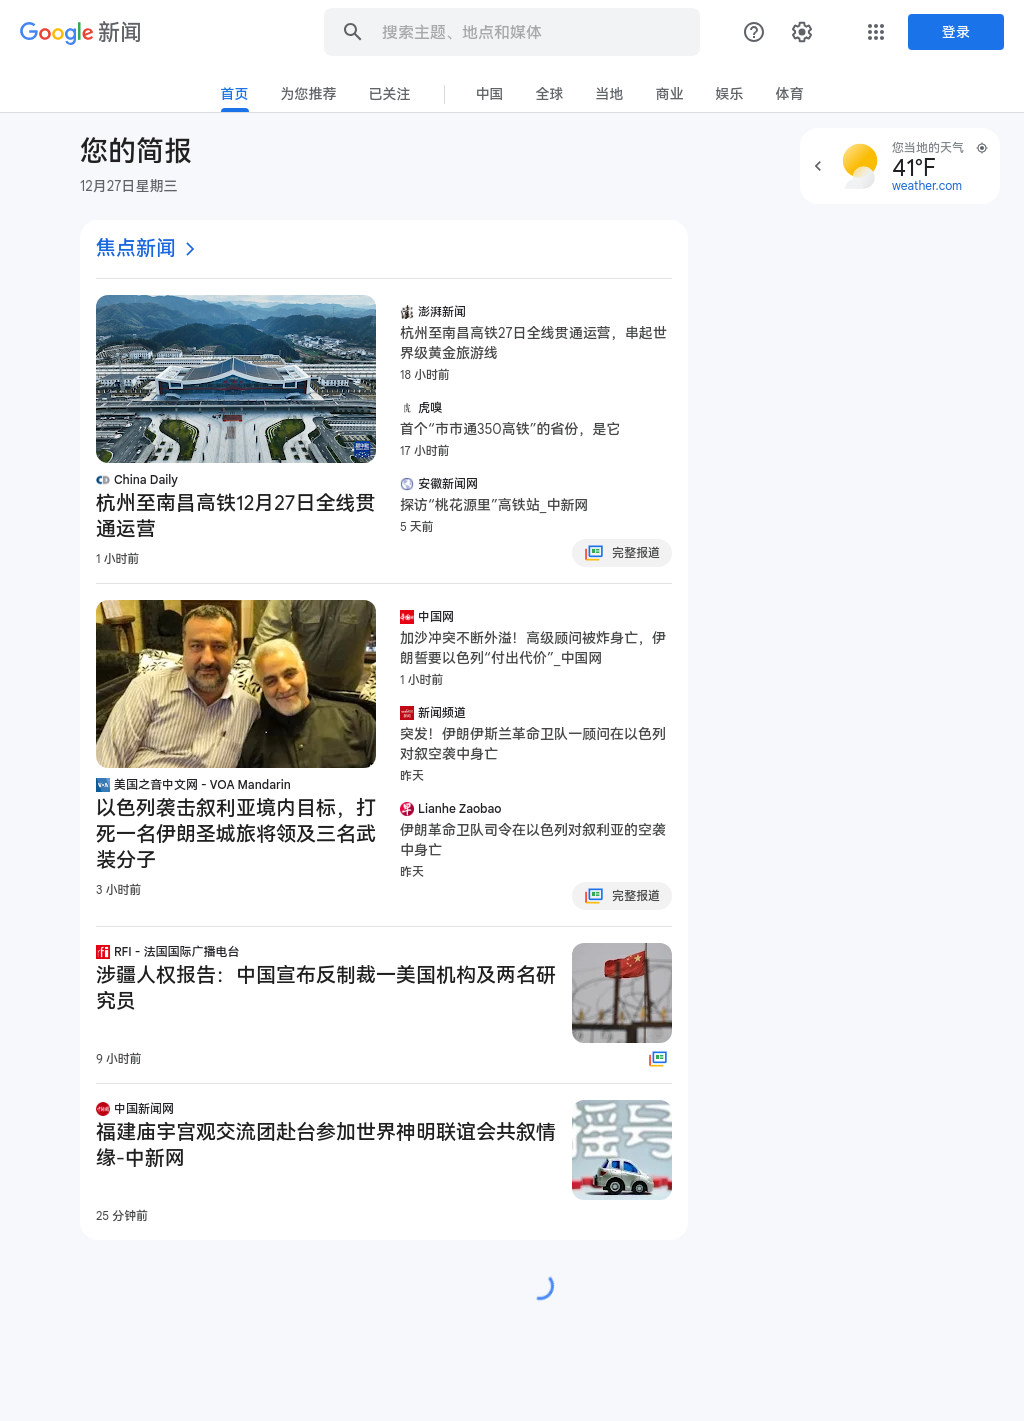 Google 新闻
搜索主题、地点和媒体
登录
首页 为您推荐 已关注 中国 全球 当地 商业 娱乐 体育
您的简报
12月27日星期三
您当地的天气
41°F
weather.com
焦点新闻
China Daily
杭州至南昌高铁12月27日全线贯
通运营
1 小时前
澎湃新闻
杭州至南昌高铁27日全线贯通运营，串起世
界级黄金旅游线
18 小时前
虎嗅
首个“市市通350高铁”的省份，是它
17 小时前
安徽新闻网
探访“桃花源里”高铁站_中新网
5 天前
完整报道
美国之音中文网 - VOA Mandarin
以色列袭击叙利亚境内目标，打
死一名伊朗圣城旅将领及三名武
装分子
3 小时前
中国网
加沙冲突不断外溢！高级顾问被炸身亡，伊
朗誓要以色列“付出代价”_中国网
1 小时前
新闻频道
突发！伊朗伊斯兰革命卫队一顾问在以色列
对叙空袭中身亡
昨天
Lianhe Zaobao
伊朗革命卫队司令在以色列对叙利亚的空袭
中身亡
昨天
完整报道
RFI - 法国国际广播电台
涉疆人权报告：中国宣布反制裁一美国机构及两名研
究员
9 小时前
中国新闻网
福建庙宇宫观交流团赴台参加世界神明联谊会共叙情
缘-中新网
摇号
25 分钟前